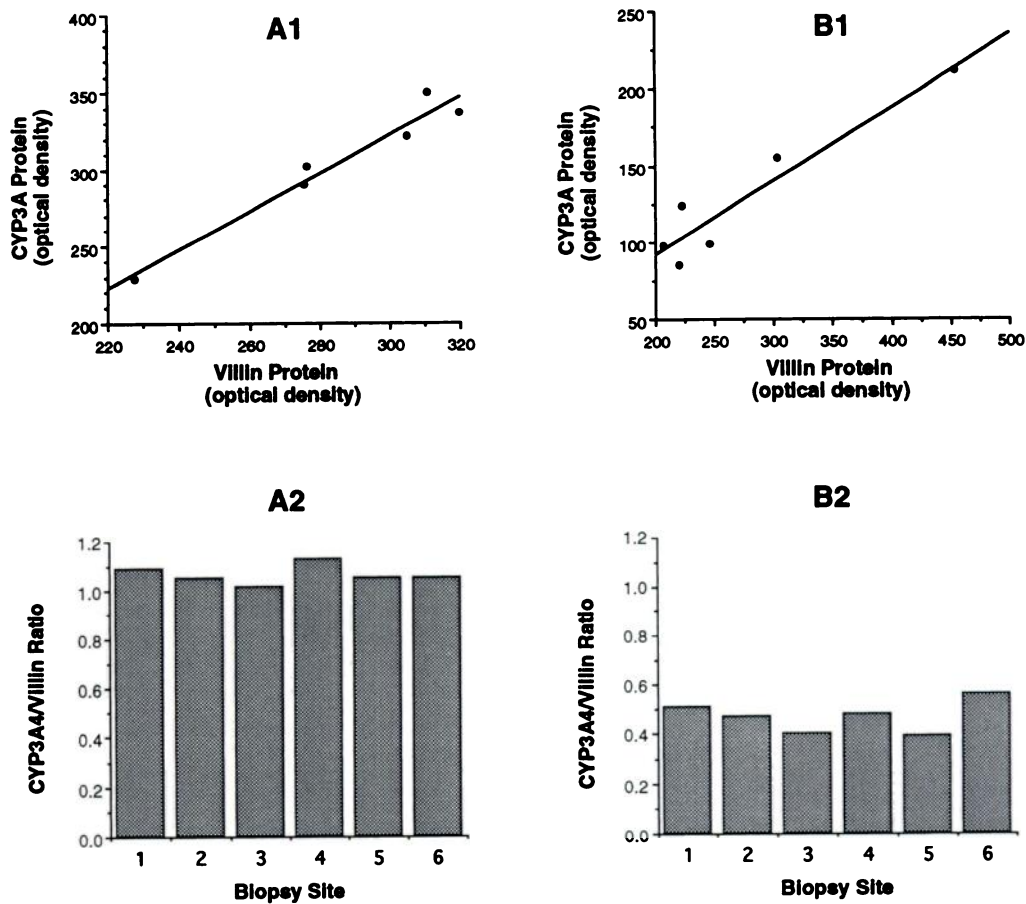 A1
CYP3A Protein
(optical density)
400
350
300
250
200
220 240 260 280 300 320
Villin Protein
(optical density)
B1
CYP3A Protein
(optical density)
250
200
150
100
50
200 250 300 350 400 450 500
Villin Protein
(optical density)
A2
CYP3A4/Villin Ratio
1.2
1.0
0.8
0.6
0.4
0.2
0.0
1 2 3 4 5 6
Biopsy Site
B2
CYP3A4/Villin Ratio
1.2
1.0
0.8
0.6
0.4
0.2
0.0
1 2 3 4 5 6
Biopsy Site